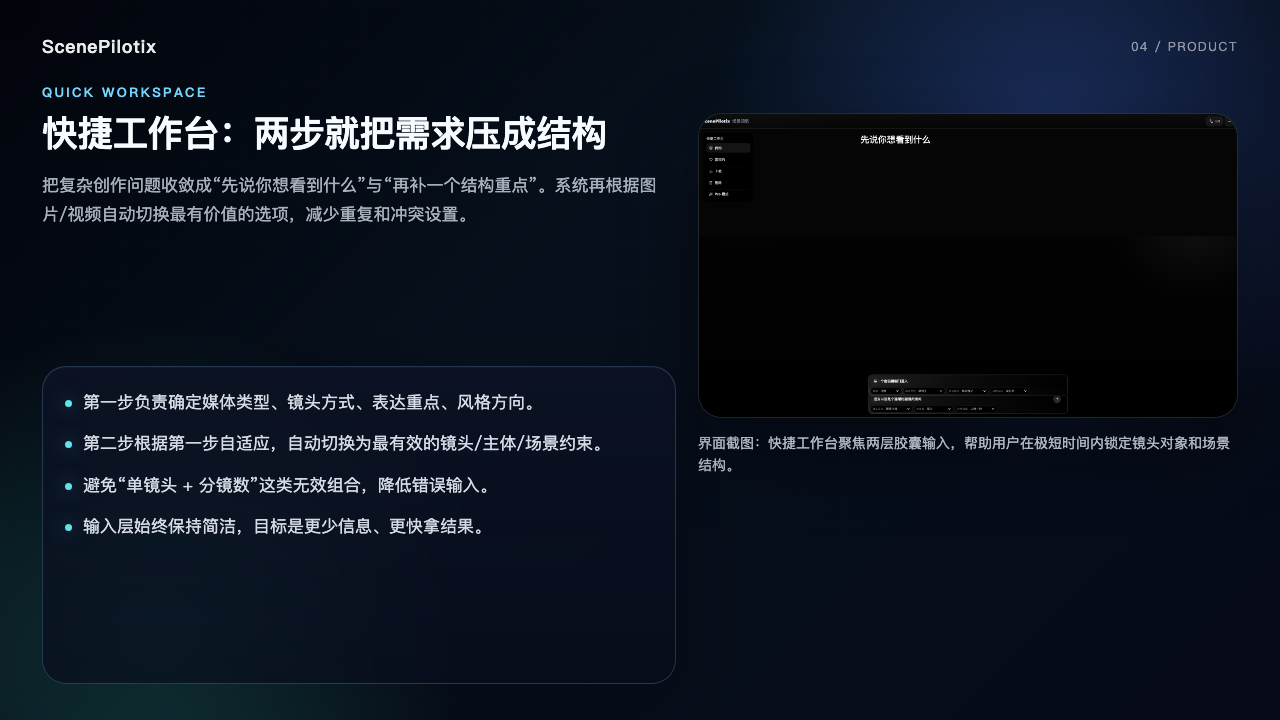 ScenePilotix
04 / PRODUCT
QUICK WORKSPACE
快捷工作台：两步就把需求压成结构
把复杂创作问题收敛成“先说你想看到什么”与“再补一个结构重点”。系统再根据图
片/视频自动切换最有价值的选项，减少重复和冲突设置。
第一步负责确定媒体类型、镜头方式、表达重点、风格方向。
第二步根据第一步自适应，自动切换为最有效的镜头/主体/场景约束。
避免“单镜头 + 分镜数”这类无效组合，降低错误输入。
输入层始终保持简洁，目标是更少信息、更快拿结果。
先说你想看到什么
界面截图：快捷工作台聚焦两层胶囊输入，帮助用户在极短时间内锁定镜头对象和场景
结构。